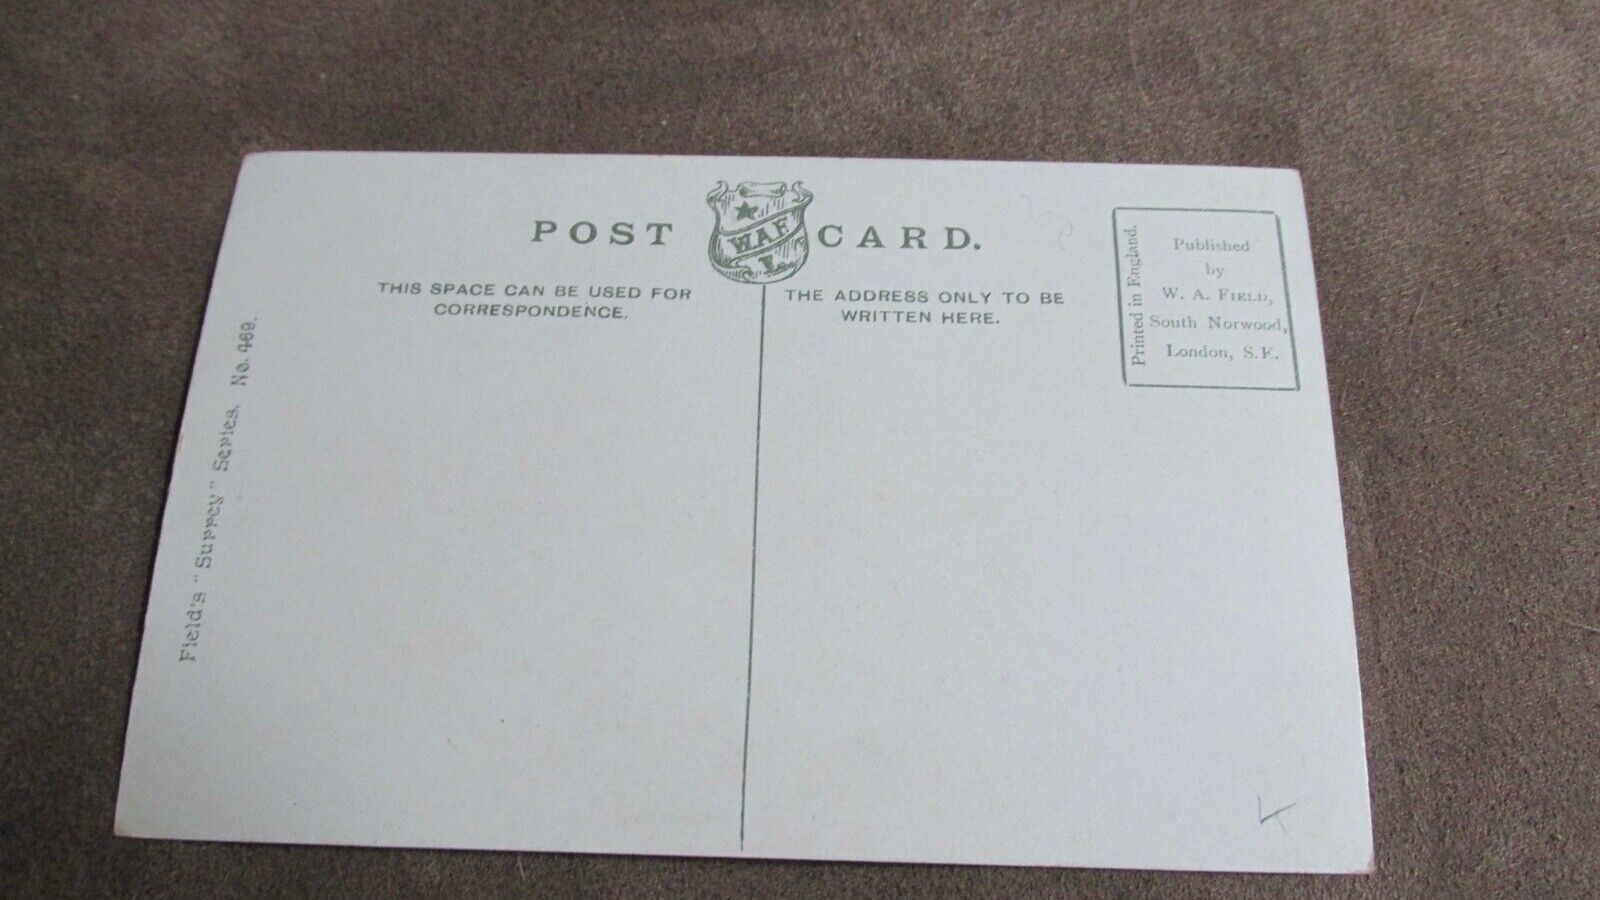 POST CARD.
W.A.F.
L.
THIS SPACE CAN BE USED FOR
CORRESPONDENCE.
THE ADDRESS ONLY TO BE
WRITTEN HERE.
Printed in England.
Published
by
W. A. FIELD,
South Norwood,
London, S.E.
Field's "Surrey" Series, No. 469.